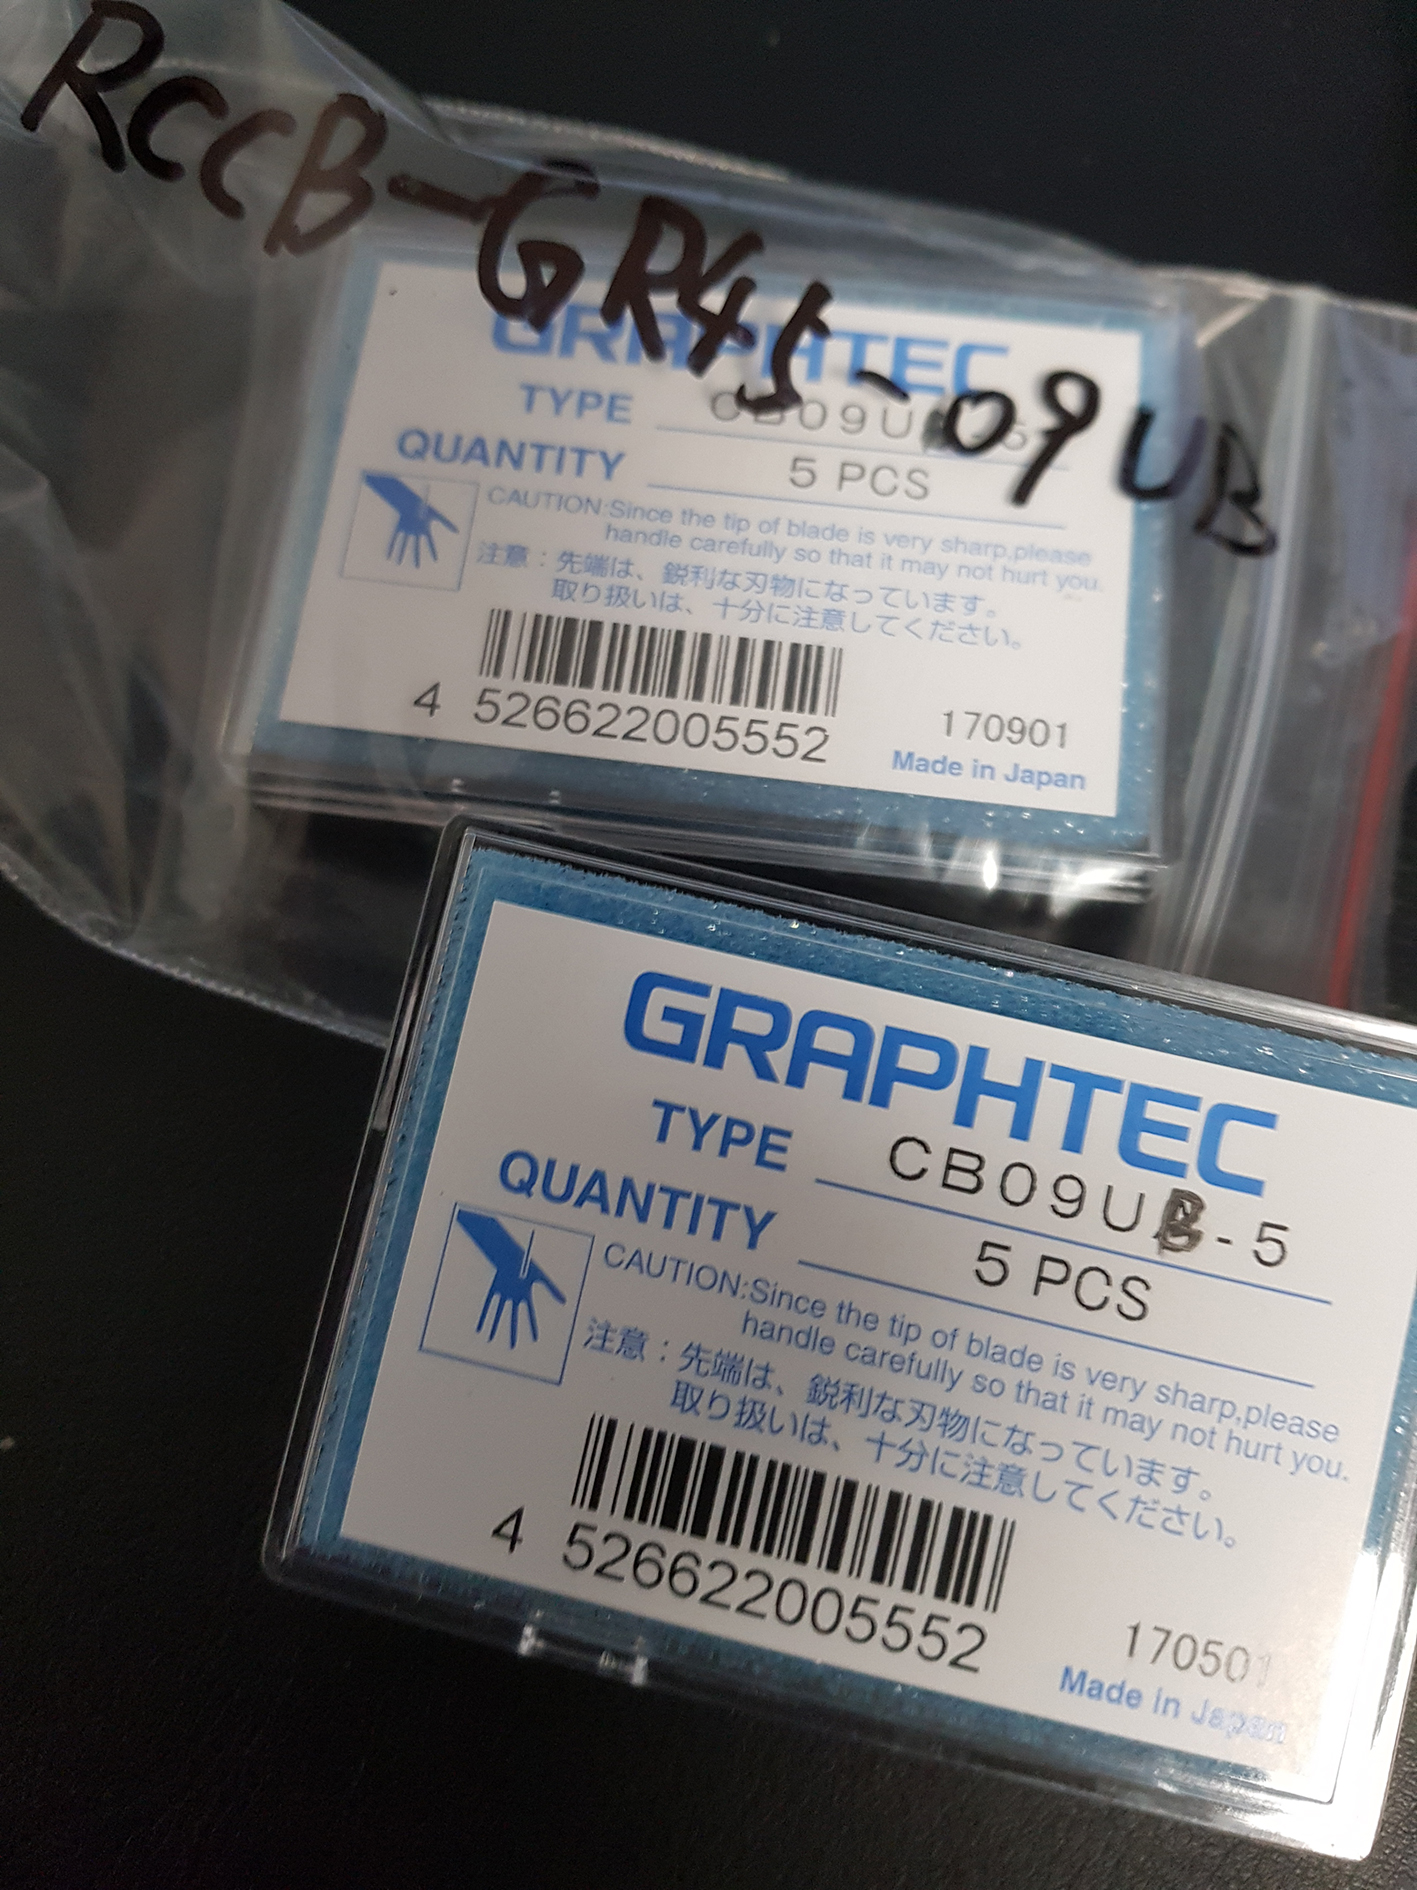 RCCB-GR45-09UB
GRAPHTEC
TYPE CB09U -5
QUANTITY 5 PCS
CAUTION:Since the tip of blade is very sharp,please
handle carefully so that it may not hurt you.
注意：先端は、鋭利な刃物になっています。
取り扱いは、十分に注意してください。
4 526622005552
170901
Made in Japan
GRAPHTEC
TYPE CB09UB-5
QUANTITY 5 PCS
CAUTION:Since the tip of blade is very sharp,please
handle carefully so that it may not hurt you.
注意：先端は、鋭利な刃物になっています。
取り扱いは、十分に注意してください。
4 526622005552
170501
Made in Japan